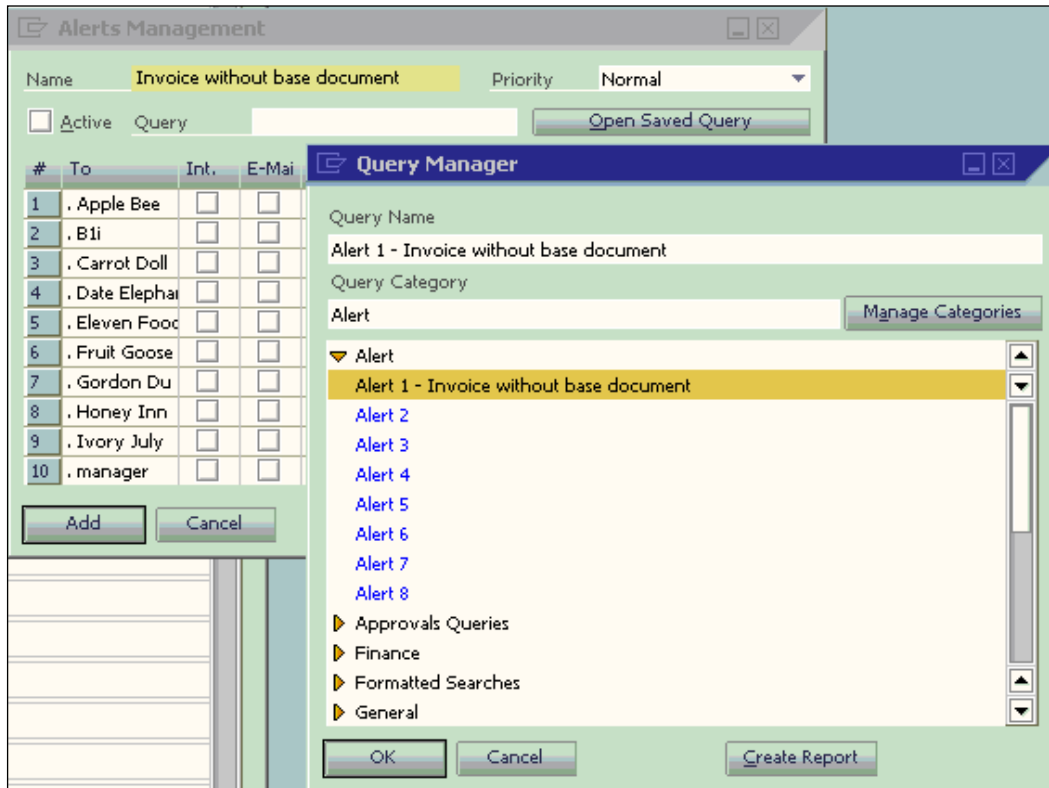 Alerts Management
Name Invoice without base document Priority Normal
Active Query Open Saved Query
# To Int. E-Mai
1 . Apple Bee
2 . B1i
3 . Carrot Doll
4 . Date Elephai
5 . Eleven Food
6 . Fruit Goose
7 . Gordon Du
8 . Honey Inn
9 . Ivory July
10 . manager
Add Cancel
Query Manager
Query Name
Alert 1 - Invoice without base document
Query Category
Alert Manage Categories
Alert
Alert 1 - Invoice without base document
Alert 2
Alert 3
Alert 4
Alert 5
Alert 6
Alert 7
Alert 8
Approvals Queries
Finance
Formatted Searches
General
OK Cancel Create Report